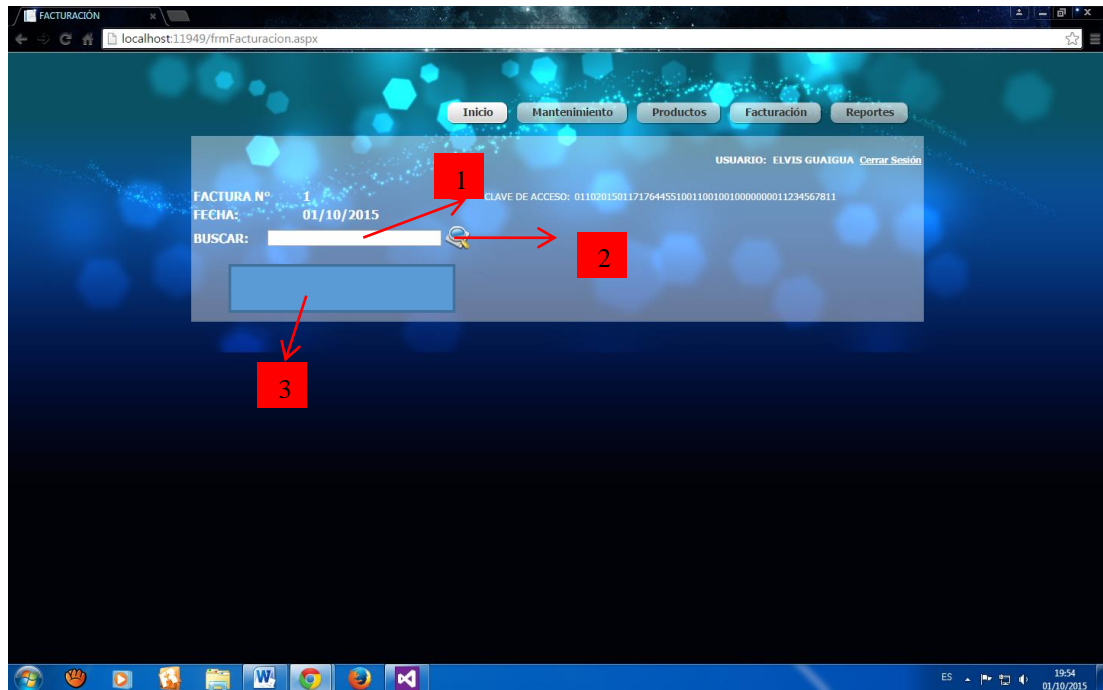 FACTURACIÓN
localhost:11949/frmFacturacion.aspx
Inicio Mantenimiento Productos Facturación Reportes
USUARIO: ELVIS GUAIGUA Cerrar Sesión
1
FACTURA Nº 1 CLAVE DE ACCESO: 0110201501171764455100110010010000000011234567811
FECHA: 01/10/2015
BUSCAR:
2
3
ES 19:54
01/10/2015